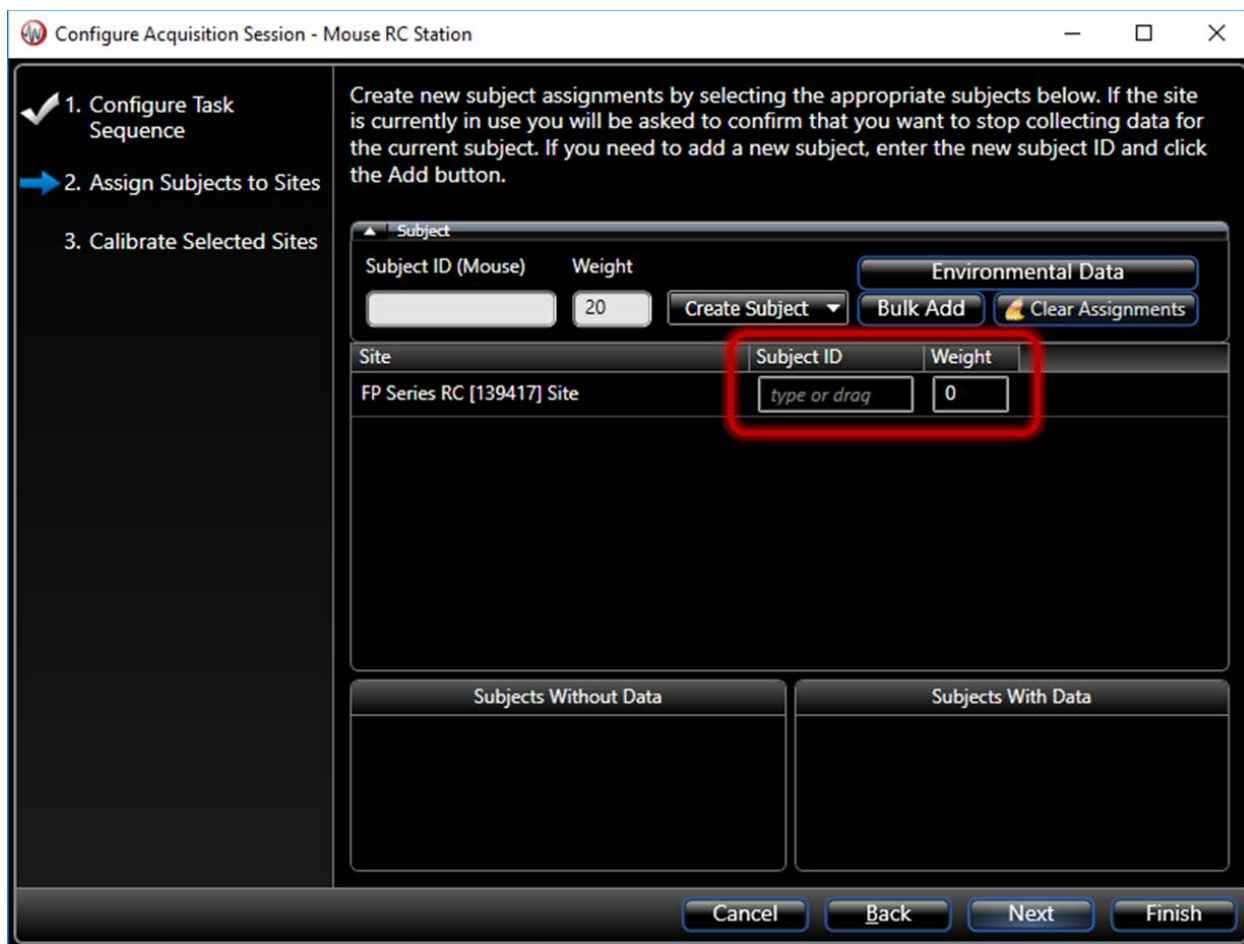 Configure Acquisition Session - Mouse RC Station
1. Configure Task
Sequence
2. Assign Subjects to Sites
3. Calibrate Selected Sites
Create new subject assignments by selecting the appropriate subjects below. If the site
is currently in use you will be asked to confirm that you want to stop collecting data for
the current subject. If you need to add a new subject, enter the new subject ID and click
the Add button.
Subject
Subject ID (Mouse) Weight
Environmental Data
20 Create Subject Bulk Add Clear Assignments
Site Subject ID Weight
FP Series RC [139417] Site type or drag 0
Subjects Without Data Subjects With Data
Cancel Back Next Finish